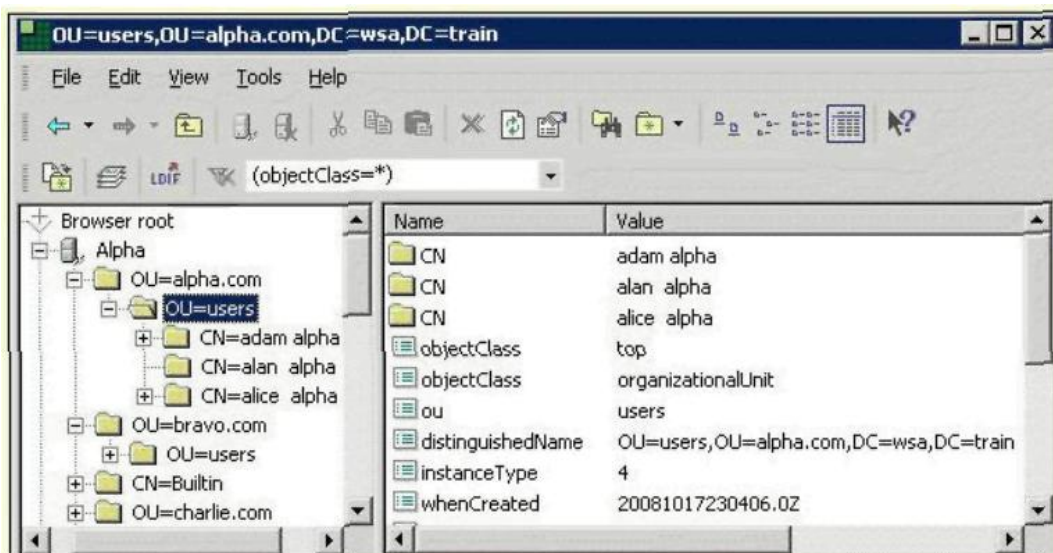 OU=users,OU=alpha.com,DC=wsa,DC=train
File Edit View Tools Help
LDIF (objectClass=*)
Browser root
Alpha
OU=alpha.com
OU=users
CN=adam alpha
CN=alan alpha
CN=alice alpha
OU=bravo.com
OU=users
CN=Builtin
OU=charlie.com
Name Value
CN adam alpha
CN alan alpha
CN alice alpha
objectClass top
objectClass organizationalUnit
ou users
distinguishedName OU=users,OU=alpha.com,DC=wsa,DC=train
instanceType 4
whenCreated 20081017230406.0Z